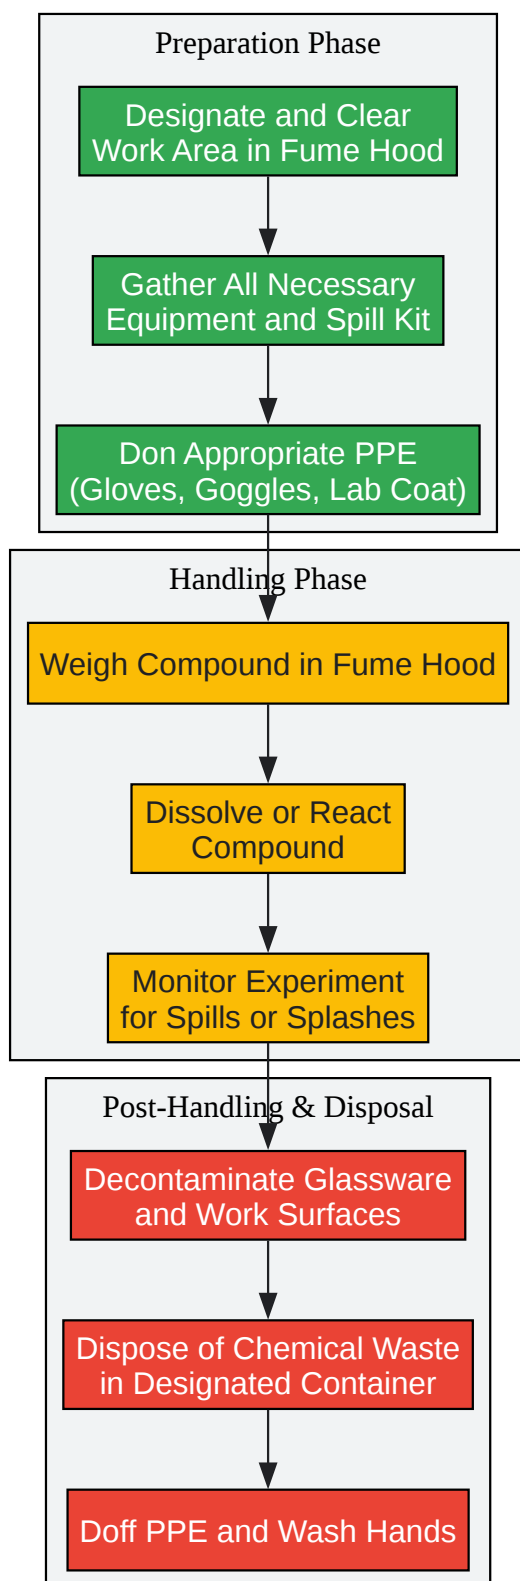 Preparation Phase
Designate and Clear
Work Area in Fume Hood
Gather All Necessary
Equipment and Spill Kit
Don Appropriate PPE
(Gloves, Goggles, Lab Coat)
Handling Phase
Weigh Compound in Fume Hood
Dissolve or React
Compound
Monitor Experiment
for Spills or Splashes
Post-Handling & Disposal
Decontaminate Glassware
and Work Surfaces
Dispose of Chemical Waste
in Designated Container
Doff PPE and Wash Hands